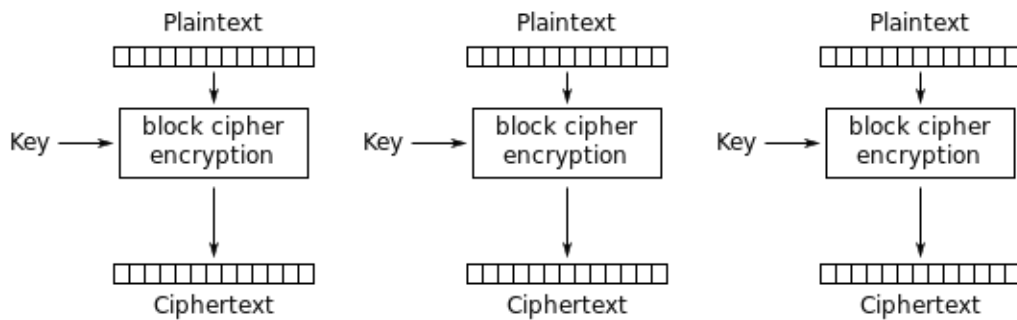 Plaintext Plaintext Plaintext
Key block cipher encryption Key block cipher encryption Key block cipher encryption
Ciphertext Ciphertext Ciphertext